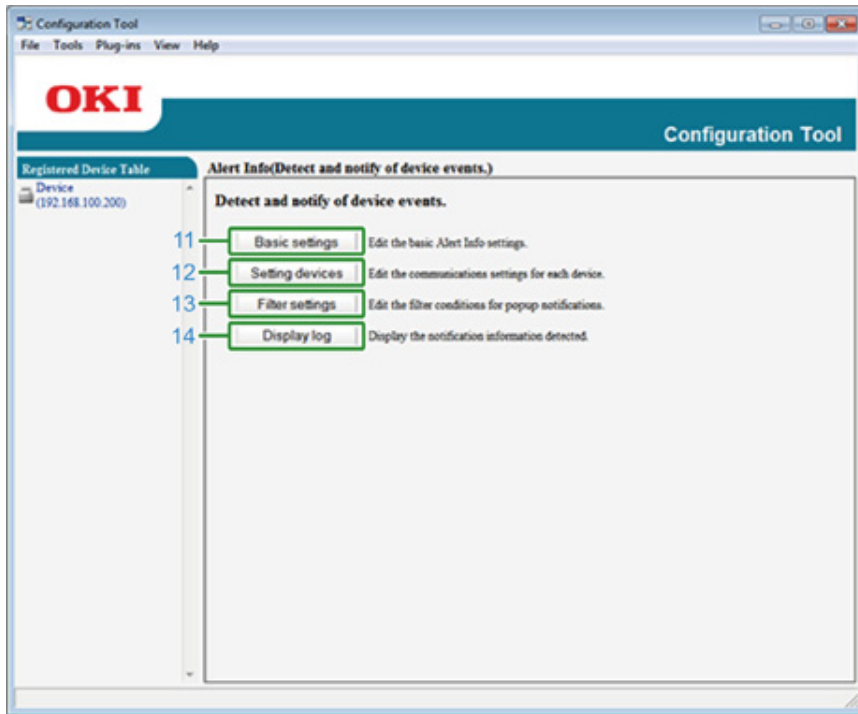 Configuration Tool
File Tools Plug-ins View Help
OKI
Configuration Tool
Registered Device Table
Alert Info(Detect and notify of device events.)
Device
(192.168.100.200)
Detect and notify of device events.
11 Basic settings Edit the basic Alert Info settings.
12 Setting devices Edit the communications settings for each device.
13 Filter settings Edit the filter conditions for popup notifications.
14 Display log Display the notification information detected.